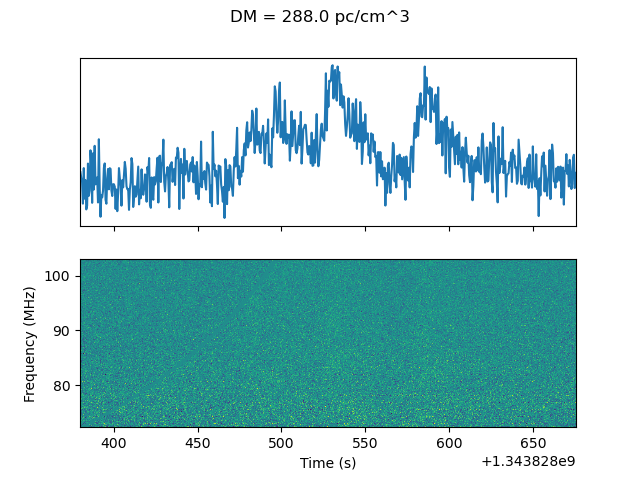 DM = 288.0 pc/cm^3
100
90
80
Frequency (MHz)
400 450 500 550 600 650
Time (s)
+1.343828e9